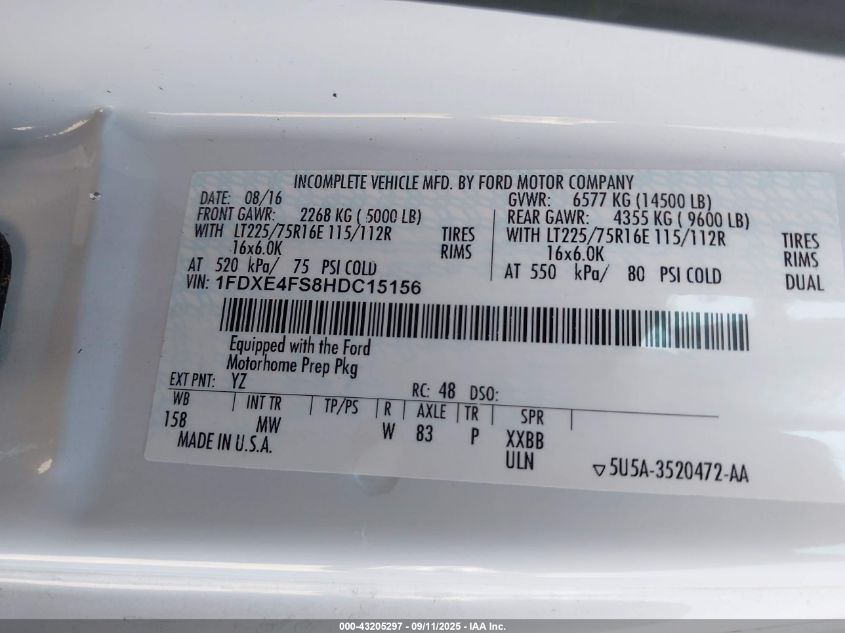 INCOMPLETE VEHICLE MFD. BY FORD MOTOR COMPANY
DATE: 08/16
GVWR: 6577 KG (14500 LB)
FRONT GAWR: 2268 KG ( 5000 LB)
REAR GAWR: 4355 KG ( 9600 LB)
WITH LT225/75R16E 115/112R TIRES
WITH LT225/75R16E 115/112R TIRES
16x6.0K RIMS
16x6.0K RIMS
AT 520 kPa/ 75 PSI COLD
AT 550 kPa/ 80 PSI COLD DUAL
VIN: 1FDXE4FS8HDC15156
Equipped with the Ford
Motorhome Prep Pkg
EXT PNT: YZ RC: 48 DSO:
WB | INT TR | TP/PS | R | AXLE | TR | SPR |
158 MW W 83 P XXBB
MADE IN U.S.A. ULN
▽5U5A-3520472-AA
000-43205297 - 09/11/2025 - IAA Inc.